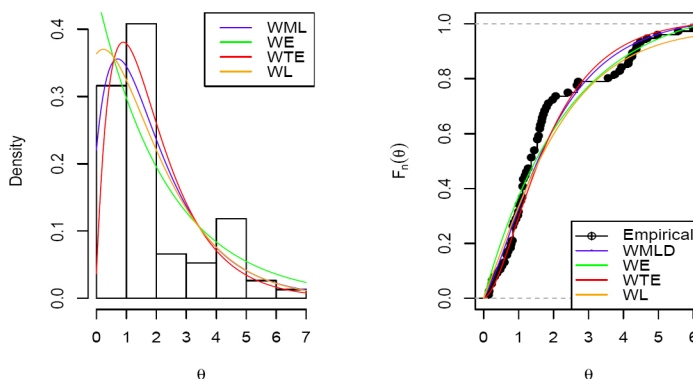 WML
WE
WTE
WL
Density
0.0 0.1 0.2 0.3 0.4
0 1 2 3 4 5 6 7
θ
Empirical
WMLD
WE
WTE
WL
Fn(θ)
0.0 0.2 0.4 0.6 0.8 1.0
0 1 2 3 4 5 6
θ